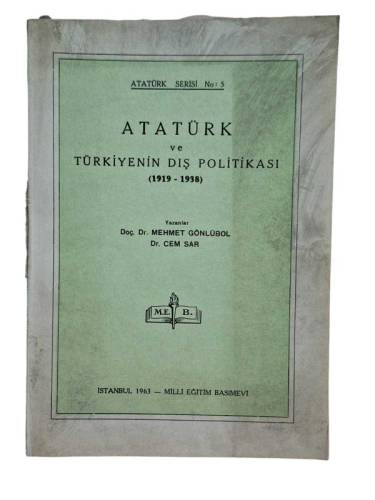 ATATÜRK SERİSİ No: 5
ATATÜRK
ve
TÜRKİYENİN DIŞ POLİTİKASI
(1919 - 1938)
Yazanlar
Doç. Dr. MEHMET GÖNLÜBOL
Dr. CEM SAR
M.E. B.
İSTANBUL 1963 — MİLLÎ EĞİTİM BASIMEVİ